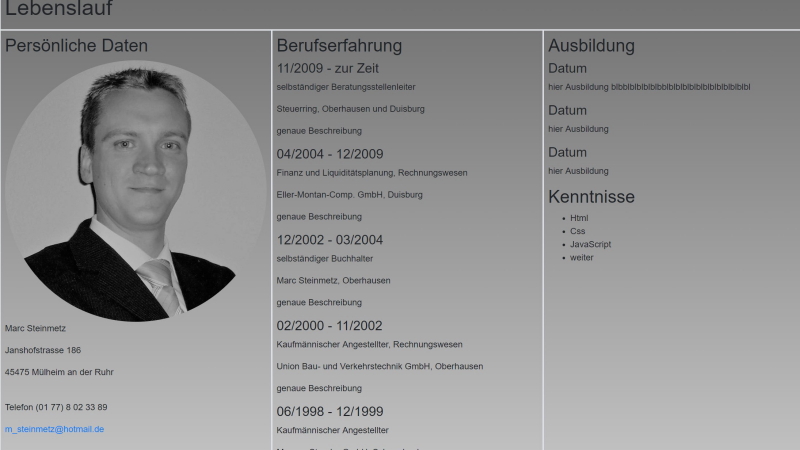 Lebenslauf
Persönliche Daten
Marc Steinmetz
Janshofstrasse 186
45475 Mülheim an der Ruhr
Telefon (01 77) 8 02 33 89
m_steinmetz@hotmail.de
Berufserfahrung
11/2009 - zur Zeit
selbständiger Beratungsstellenleiter
Steuerring, Oberhausen und Duisburg
genaue Beschreibung
04/2004 - 12/2009
Finanz und Liquiditätsplanung, Rechnungswesen
Eller-Montan-Comp. GmbH, Duisburg
genaue Beschreibung
12/2002 - 03/2004
selbständiger Buchhalter
Marc Steinmetz, Oberhausen
genaue Beschreibung
02/2000 - 11/2002
Kaufmännischer Angestellter, Rechnungswesen
Union Bau- und Verkehrstechnik GmbH, Oberhausen
genaue Beschreibung
06/1998 - 12/1999
Kaufmännischer Angestellter
Ausbildung
Datum
hier Ausbildung blbblblblblblbblblblblblblblblblblblblbl
Datum
hier Ausbildung
Datum
hier Ausbildung
Kenntnisse
Html
Css
JavaScript
weiter